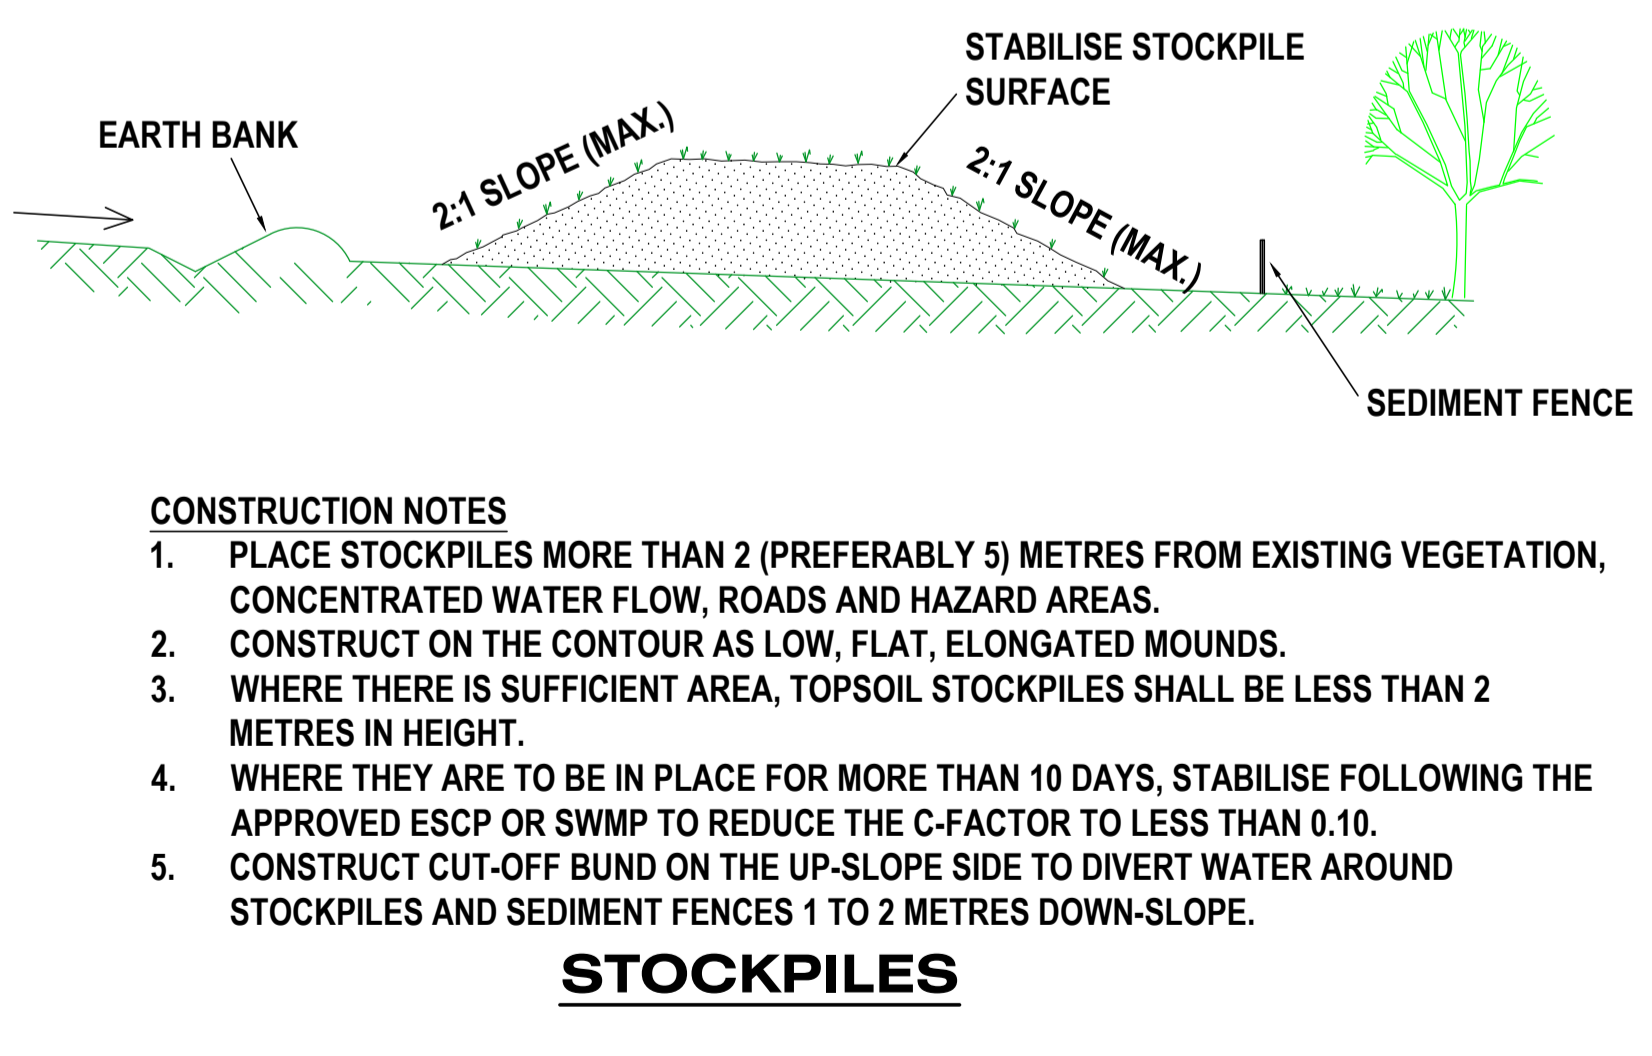 STABILISE STOCKPILE
SURFACE
EARTH BANK
2:1 SLOPE (MAX.)
2:1 SLOPE (MAX.)
SEDIMENT FENCE
CONSTRUCTION NOTES
1. PLACE STOCKPILES MORE THAN 2 (PREFERABLY 5) METRES FROM EXISTING VEGETATION,
CONCENTRATED WATER FLOW, ROADS AND HAZARD AREAS.
2. CONSTRUCT ON THE CONTOUR AS LOW, FLAT, ELONGATED MOUNDS.
3. WHERE THERE IS SUFFICIENT AREA, TOPSOIL STOCKPILES SHALL BE LESS THAN 2
METRES IN HEIGHT.
4. WHERE THEY ARE TO BE IN PLACE FOR MORE THAN 10 DAYS, STABILISE FOLLOWING THE
APPROVED ESCP OR SWMP TO REDUCE THE C-FACTOR TO LESS THAN 0.10.
5. CONSTRUCT CUT-OFF BUND ON THE UP-SLOPE SIDE TO DIVERT WATER AROUND
STOCKPILES AND SEDIMENT FENCES 1 TO 2 METRES DOWN-SLOPE.
STOCKPILES